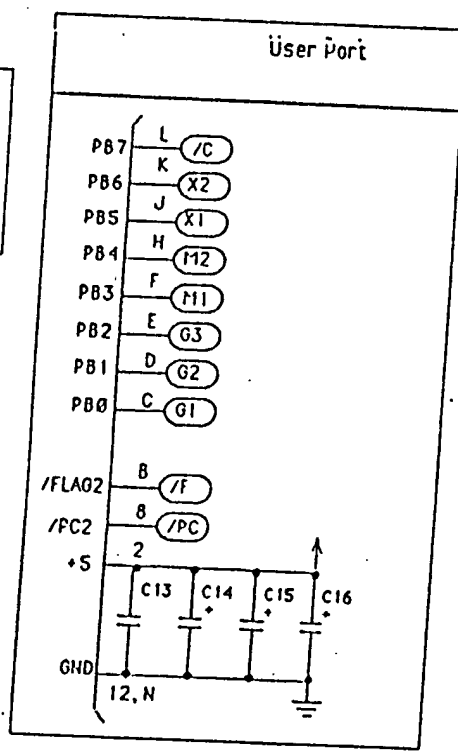 User Port
L
PB7 /C
K
PB6 X2
J
PB5 X1
H
PB4 M2
F
PB3 M1
E
PB2 G3
D
PB1 G2
C
PB0 G1
B
/FLAG2 /F
8
/PC2 /PC
2
+5
C13 C14 C15 C16
+ + +
GND
12,N